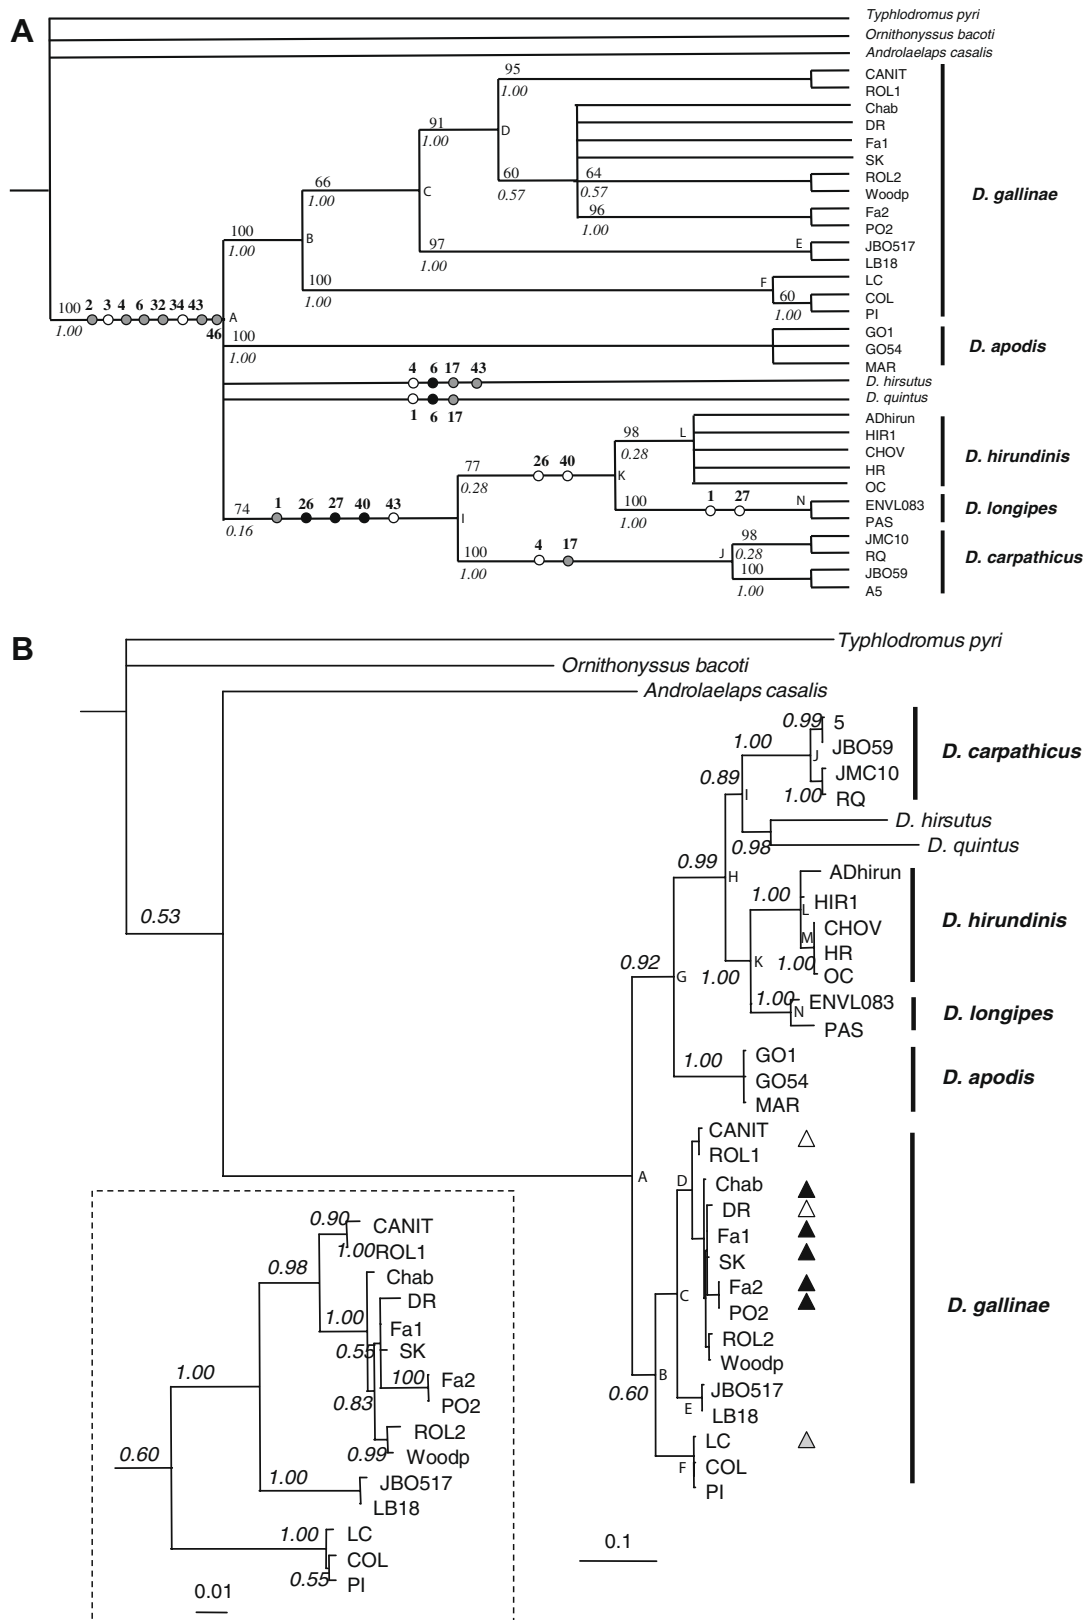 A
Typhlodromus pyri
Ornithonyssus bacoti
Androlaelaps casalis
95
1.00
CANIT
ROL1
91
1.00
D
Chab
DR
Fa1
SK
60
0.57
64
0.57
ROL2
Woodp
D. gallinae
66
1.00
C
96
1.00
Fa2
PO2
100
1.00
B
97
1.00
E
JBO517
LB18
100
1.00
F
LC
60
1.00
COL
PI
100
1.00
2 3 4 6 32 34 43
46
A
100
1.00
GO1
GO54
MAR
D. apodis
4 6 17 43
D. hirsutus
1 6 17
D. quintus
98
0.28
L
ADhirun
HIR1
CHOV
HR
OC
D. hirundinis
77
0.28
26 40
K
100
1.00
1 27
N
ENVL083
PAS
D. longipes
74
0.16
1 26 27 40 43
I
100
1.00
4 17
J
98
0.28
JMC10
RQ
100
1.00
JBO59
A5
D. carpathicus
B
Typhlodromus pyri
Ornithonyssus bacoti
Androlaelaps casalis
0.53
0.99
5
1.00
J
JBO59
JMC10
1.00
RQ
D. carpathicus
0.89
I
D. hirsutus
0.98
D. quintus
0.99
H
ADhirun
1.00
HIR1
L
CHOV
M
HR
1.00
OC
D. hirundinis
0.92
G
1.00
K
1.00
ENVL083
N
PAS
D. longipes
1.00
GO1
GO54
MAR
D. apodis
A
CANIT
ROL1
D
Chab
DR
Fa1
SK
Fa2
PO2
C
ROL2
Woodp
D. gallinae
0.60
B
JBO517
E
LB18
LC
F
COL
PI
0.1
0.90
CANIT
1.00
ROL1
0.98
Chab
DR
1.00
Fa1
0.55
SK
1.00
100
Fa2
0.83
PO2
ROL2
0.99
Woodp
0.60
1.00
JBO517
LB18
1.00
LC
COL
0.55
PI
0.01